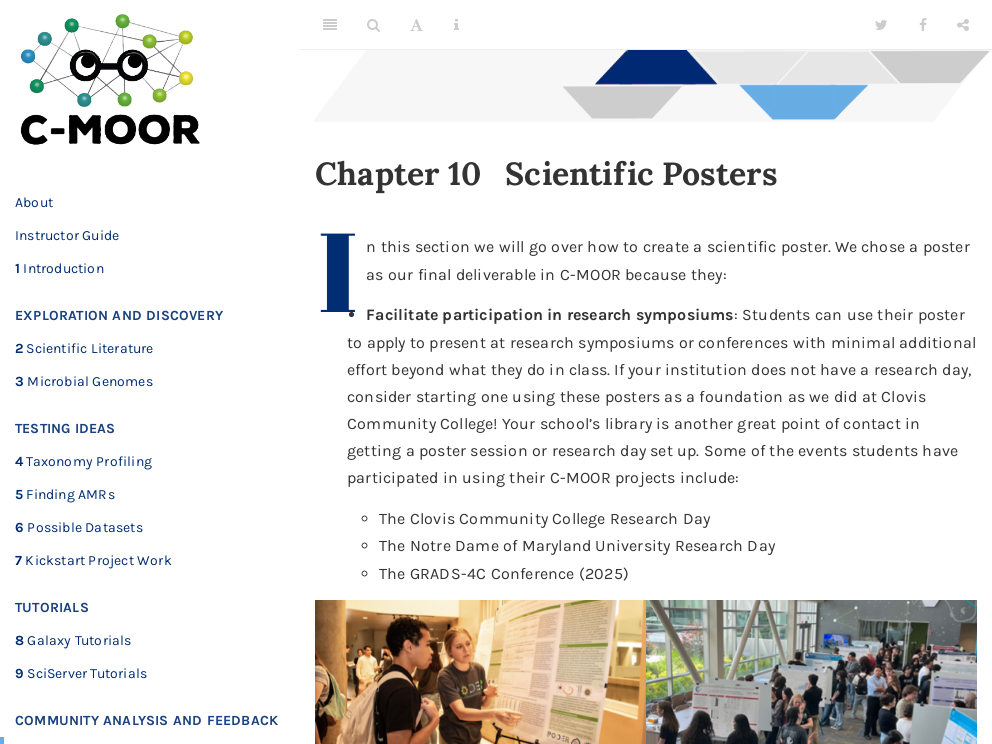 C-MOOR
About
Instructor Guide
1 Introduction
EXPLORATION AND DISCOVERY
2 Scientific Literature
3 Microbial Genomes
TESTING IDEAS
4 Taxonomy Profiling
5 Finding AMRs
6 Possible Datasets
7 Kickstart Project Work
TUTORIALS
8 Galaxy Tutorials
9 SciServer Tutorials
COMMUNITY ANALYSIS AND FEEDBACK
Chapter 10 Scientific Posters
In this section we will go over how to create a scientific poster. We chose a poster
as our final deliverable in C-MOOR because they:
• Facilitate participation in research symposiums: Students can use their poster
to apply to present at research symposiums or conferences with minimal additional
effort beyond what they do in class. If your institution does not have a research day,
consider starting one using these posters as a foundation as we did at Clovis
Community College! Your school’s library is another great point of contact in
getting a poster session or research day set up. Some of the events students have
participated in using their C-MOOR projects include:
The Clovis Community College Research Day
The Notre Dame of Maryland University Research Day
The GRADS-4C Conference (2025)